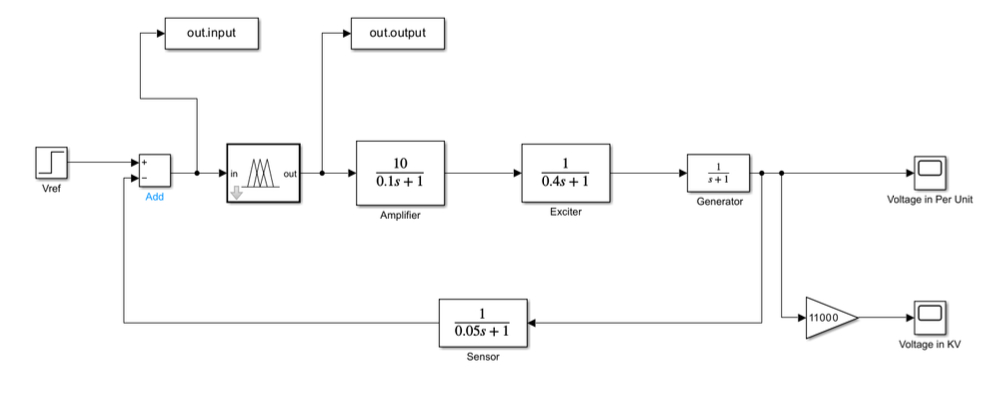 out.input
out.output
Vref
+
−
Add
in
out
10
0.1s + 1
Amplifier
1
0.4s + 1
Exciter
1
s + 1
Generator
Voltage in Per Unit
1
0.05s + 1
Sensor
11000
Voltage in KV